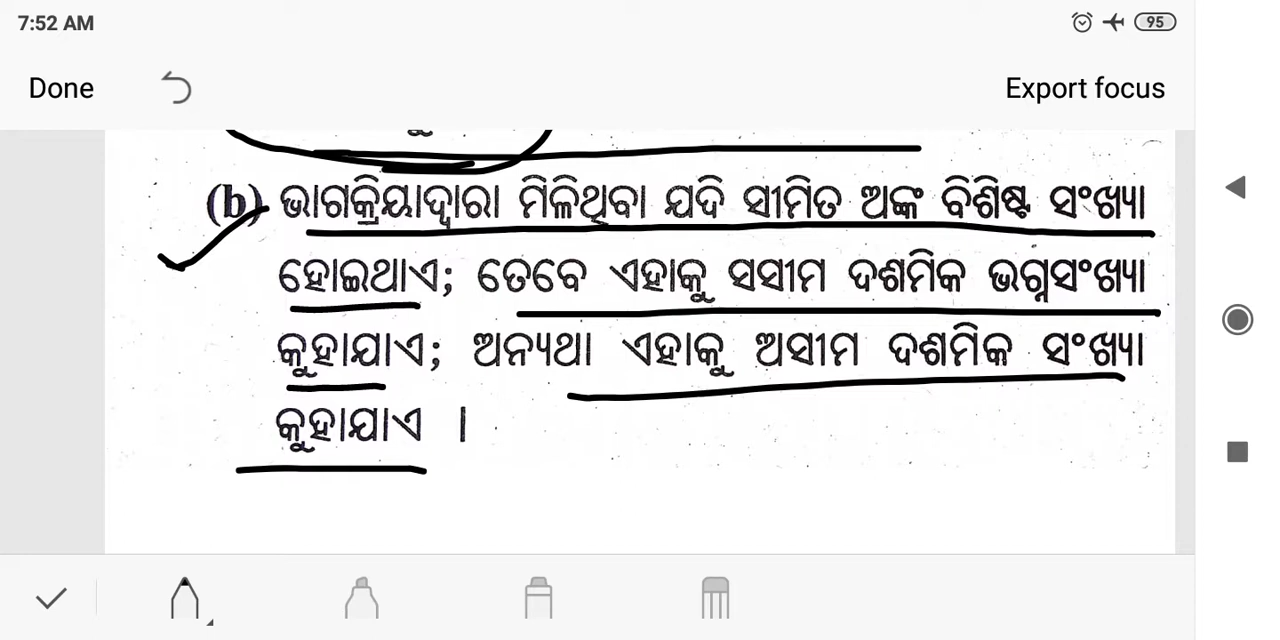 7:52 AM
95
Done
Export focus
(b) ଭାଗକ୍ରିୟାଦ୍ୱାରା ମିଳିଥିବା ଯଦି ସୀମିତ ଅଙ୍କ ବିଶିଷ୍ଟ ସଂଖ୍ୟା
ହୋଇଥାଏ; ତେବେ ଏହାକୁ ସସୀମ ଦଶମିକ ଭଗ୍ନସଂଖ୍ୟା
କୁହାଯାଏ; ଅନ୍ୟଥା ଏହାକୁ ଅସୀମ ଦଶମିକ ସଂଖ୍ୟା
କୁହାଯାଏ ।